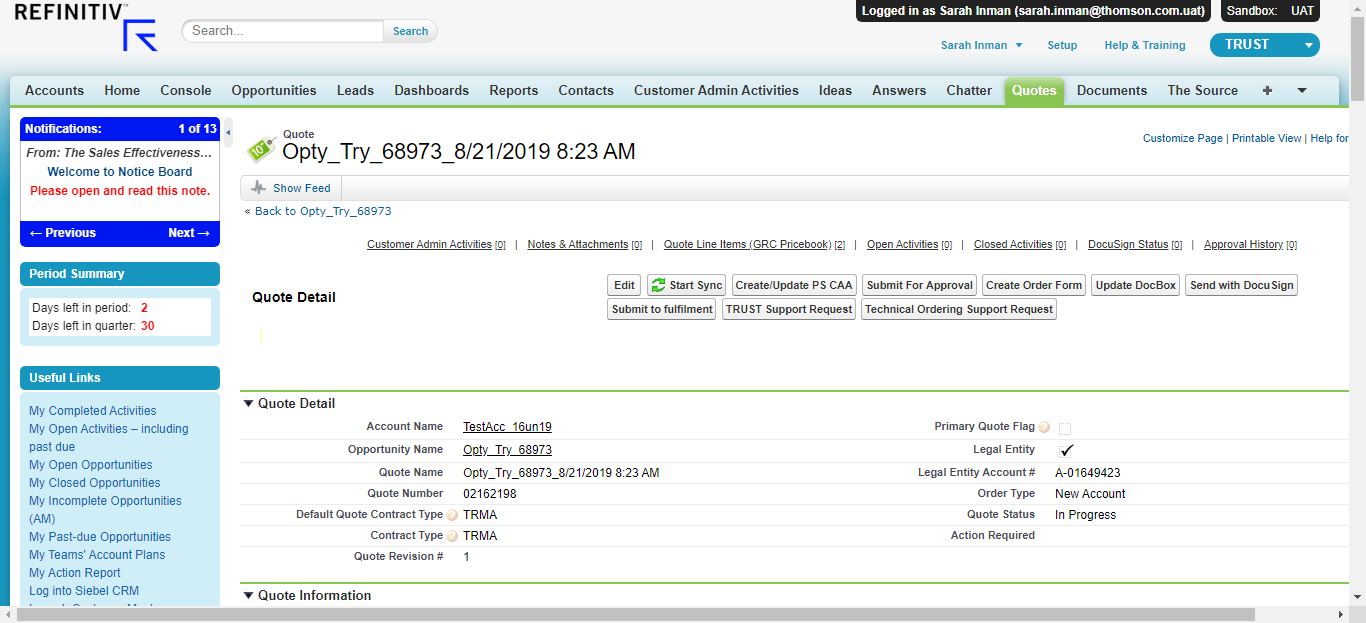 REFINITIV™
Search...
Search
Logged in as Sarah Inman (sarah.inman@thomson.com.uat)
Sandbox: UAT
Sarah Inman
Setup
Help & Training
TRUST
Accounts Home Console Opportunities Leads Dashboards Reports Contacts Customer Admin Activities Ideas Answers Chatter Quotes Documents The Source +
Notifications: 1 of 13
From: The Sales Effectiveness...
Welcome to Notice Board
Please open and read this note.
← Previous Next →
Period Summary
Days left in period: 2
Days left in quarter: 30
Useful Links
My Completed Activities
My Open Activities – including
past due
My Open Opportunities
My Closed Opportunities
My Incomplete Opportunities
(AM)
My Past-due Opportunities
My Teams' Account Plans
My Action Report
Log into Siebel CRM
Quote
Opty_Try_68973_8/21/2019 8:23 AM
Customize Page | Printable View | Help for
Show Feed
« Back to Opty_Try_68973
Customer Admin Activities [0] | Notes & Attachments [0] | Quote Line Items (GRC Pricebook) [2] | Open Activities [0] | Closed Activities [0] | DocuSign Status [0] | Approval History [0]
Quote Detail
Edit Start Sync Create/Update PS CAA Submit For Approval Create Order Form Update DocBox Send with DocuSign
Submit to fulfilment TRUST Support Request Technical Ordering Support Request
Quote Detail
Account Name TestAcc_16un19 Primary Quote Flag ?
Opportunity Name Opty_Try_68973 Legal Entity ✓
Quote Name Opty_Try_68973_8/21/2019 8:23 AM Legal Entity Account # A-01649423
Quote Number 02162198 Order Type New Account
Default Quote Contract Type ? TRMA Quote Status In Progress
Contract Type ? TRMA Action Required
Quote Revision # 1
Quote Information